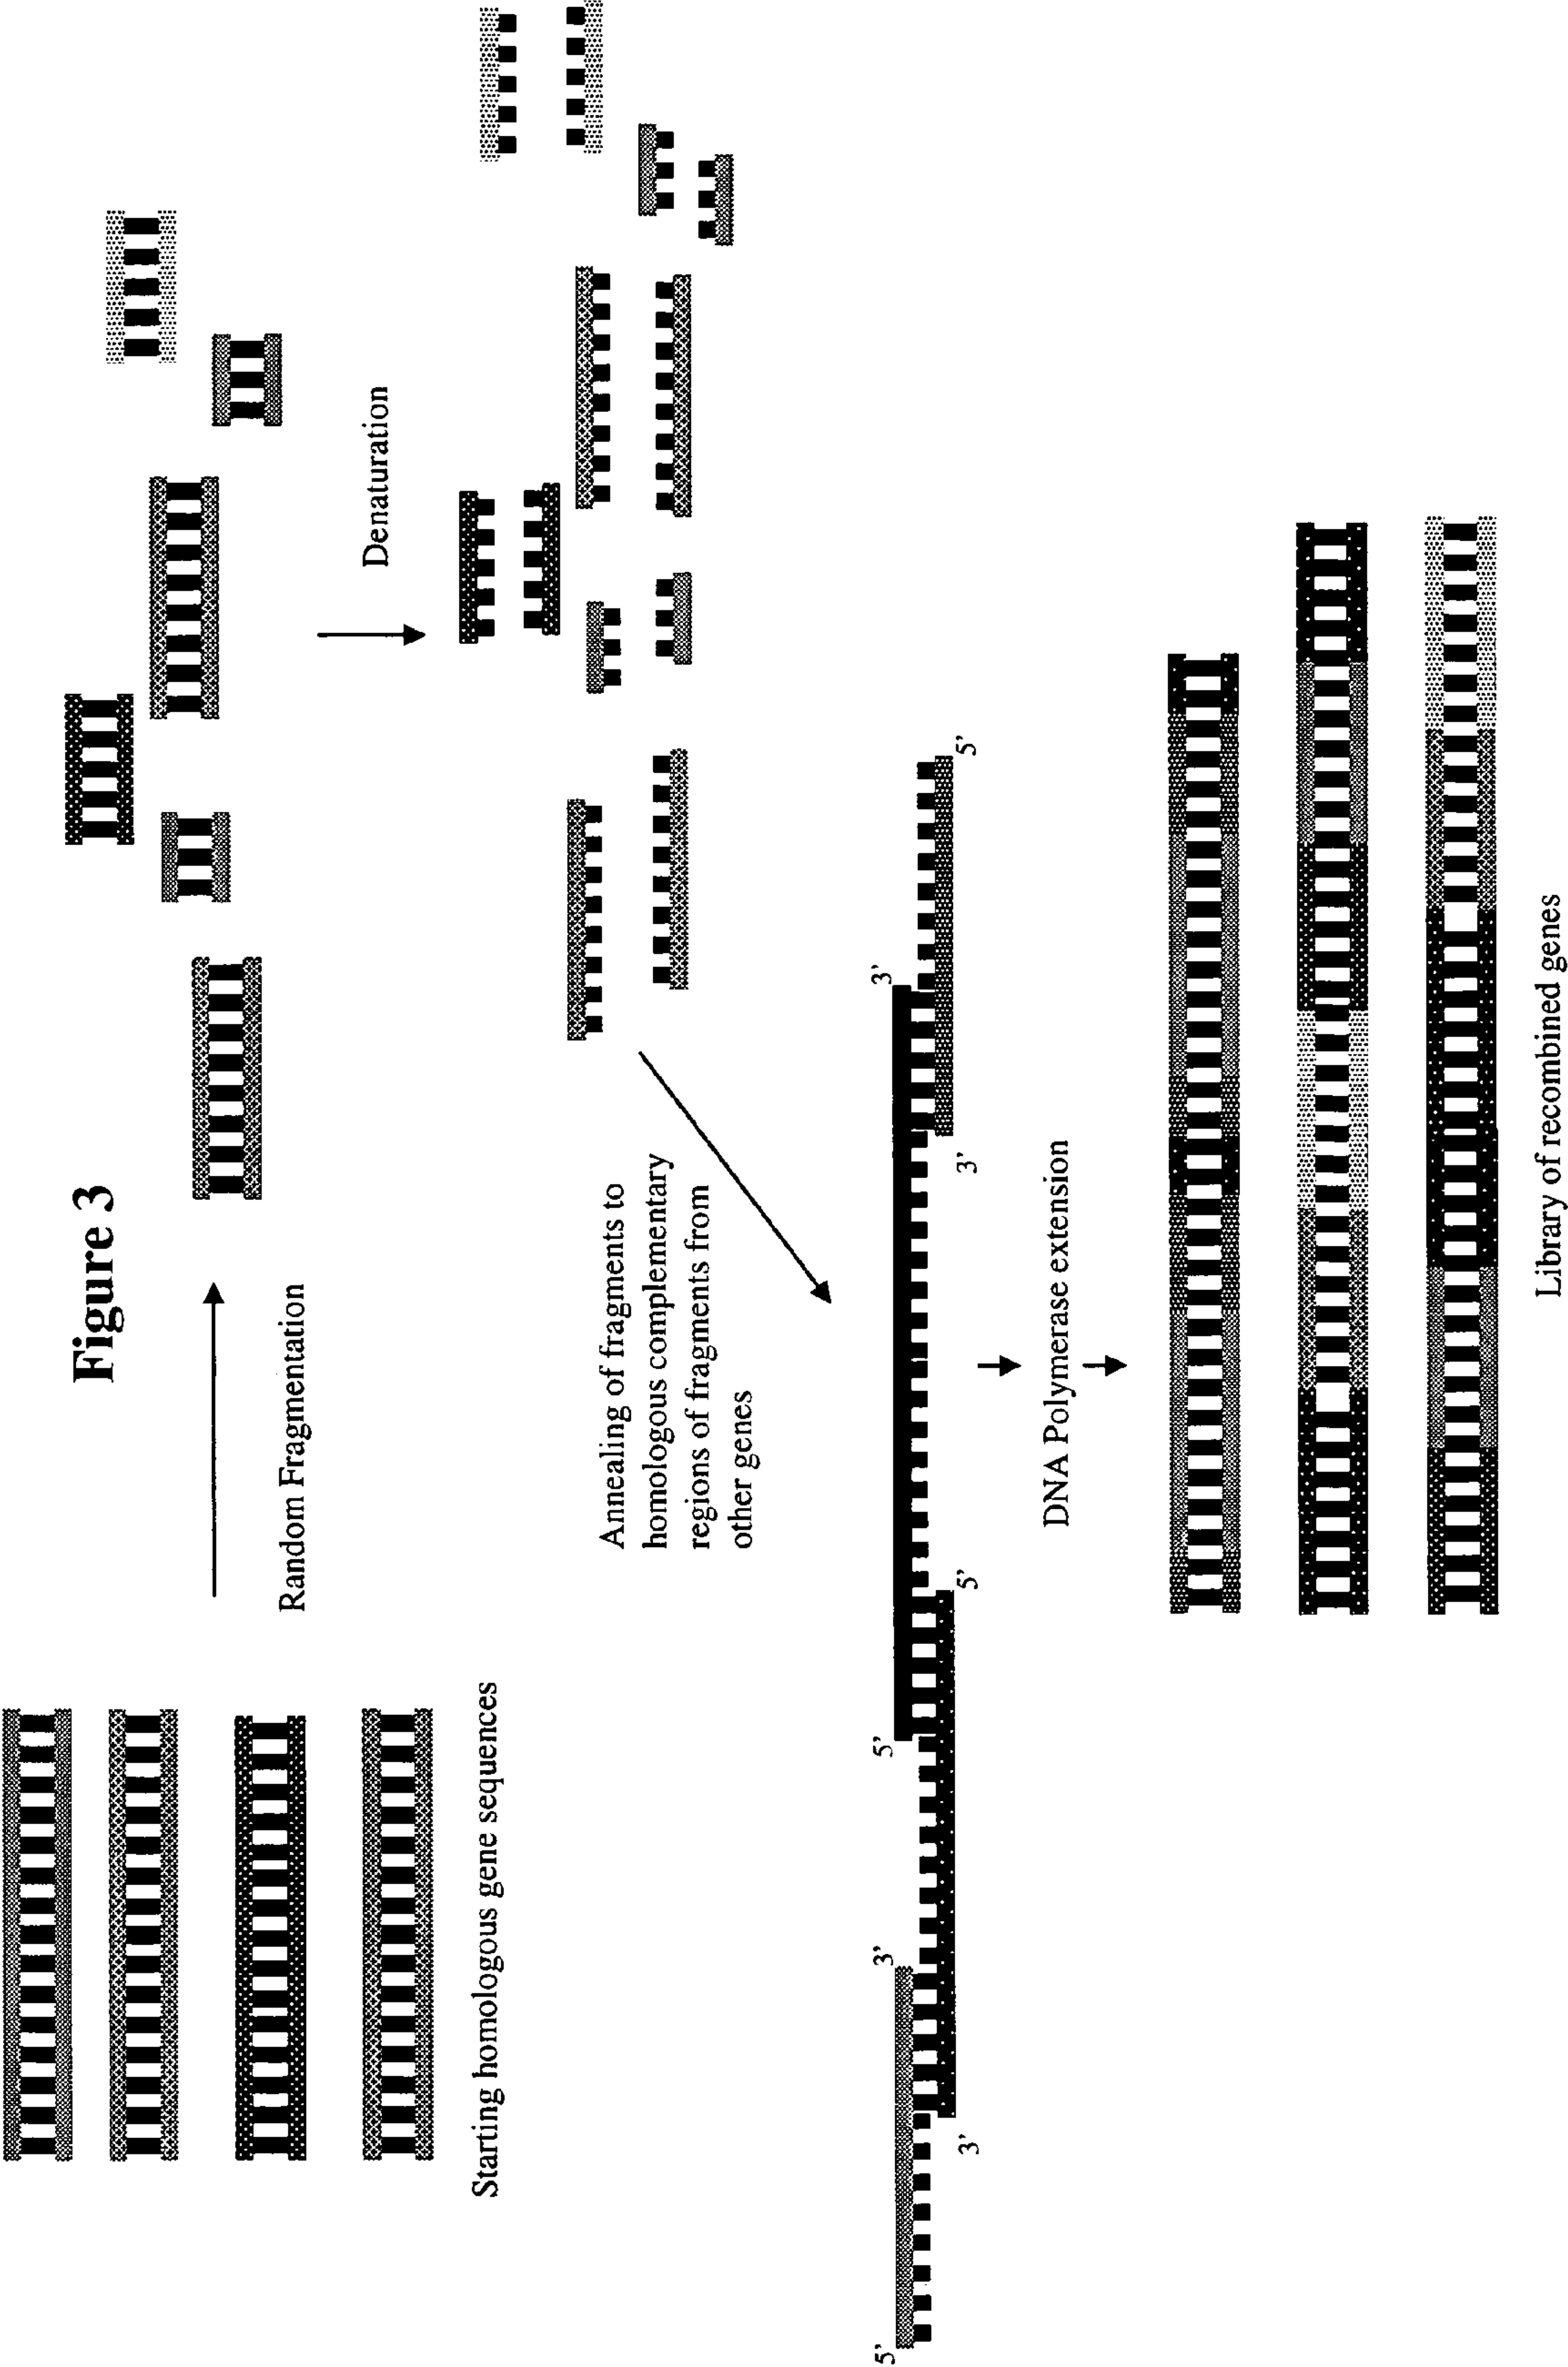 Figure 3
Random Fragmentation
Starting homologous gene sequences
Denaturation
Annealing of fragments to
homologous complementary
regions of fragments from
other genes
5'
3'
5'
3'
3'
5'
3'
5'
DNA Polymerase extension
Library of recombined genes